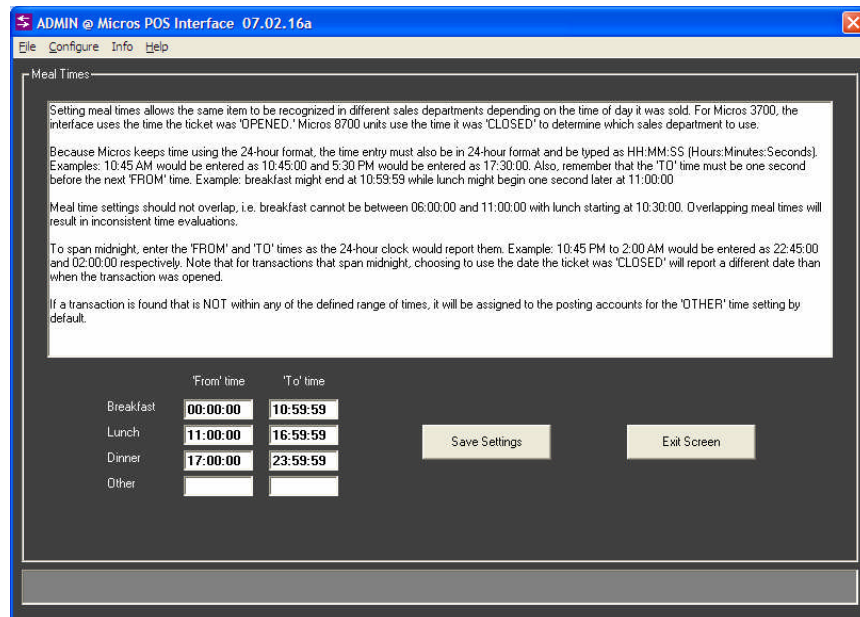 ADMIN @ Micros POS Interface 07.02.16a
File Configure Info Help
Meal Times
Setting meal times allows the same item to be recognized in different sales departments depending on the time of day it was sold. For Micros 3700, the
interface uses the time the ticket was 'OPENED.' Micros 8700 units use the time it was 'CLOSED' to determine which sales department to use.
Because Micros keeps time using the 24-hour format, the time entry must also be in 24-hour format and be typed as HH:MM:SS (Hours:Minutes:Seconds).
Examples: 10:45 AM would be entered as 10:45:00 and 5:30 PM would be entered as 17:30:00. Also, remember that the 'TO' time must be one second
before the next 'FROM' time. Example: breakfast might end at 10:59:59 while lunch might begin one second later at 11:00:00
Meal time settings should not overlap, i.e. breakfast cannot be between 06:00:00 and 11:00:00 with lunch starting at 10:30:00. Overlapping meal times will
result in inconsistent time evaluations.
To span midnight, enter the 'FROM' and 'TO' times as the 24-hour clock would report them. Example: 10:45 PM to 2:00 AM would be entered as 22:45:00
and 02:00:00 respectively. Note that for transactions that span midnight, choosing to use the date the ticket was 'CLOSED' will report a different date than
when the transaction was opened.
If a transaction is found that is NOT within any of the defined range of times, it will be assigned to the posting accounts for the 'OTHER' time setting by
default.
'From' time 'To' time
Breakfast 00:00:00 10:59:59
Lunch 11:00:00 16:59:59
Dinner 17:00:00 23:59:59
Other
Save Settings Exit Screen